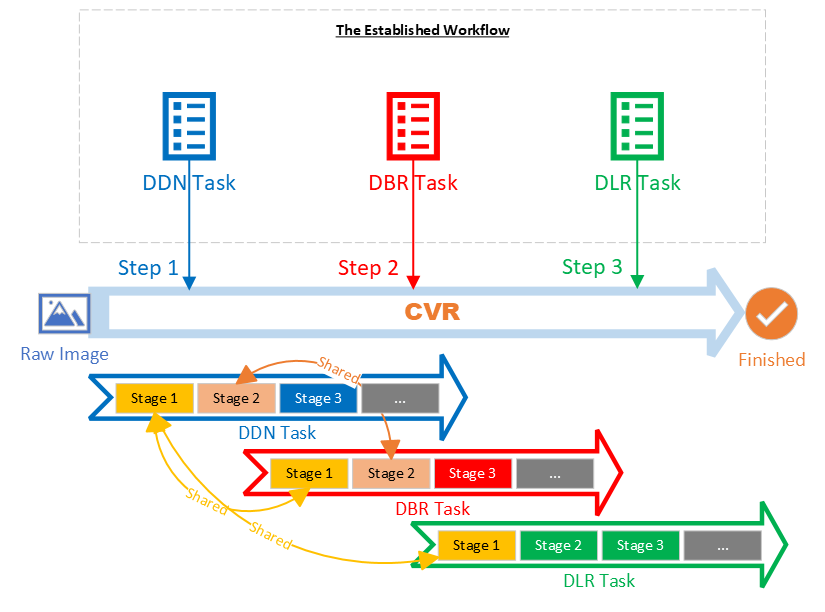 The Established Workflow
DDN Task
DBR Task
DLR Task
Step 1
Step 2
Step 3
CVR
Raw Image
Finished
Shared
Stage 1
Stage 2
Stage 3
...
DDN Task
Stage 1
Stage 2
Stage 3
...
Shared
DBR Task
Shared
Stage 1
Stage 2
Stage 3
...
DLR Task